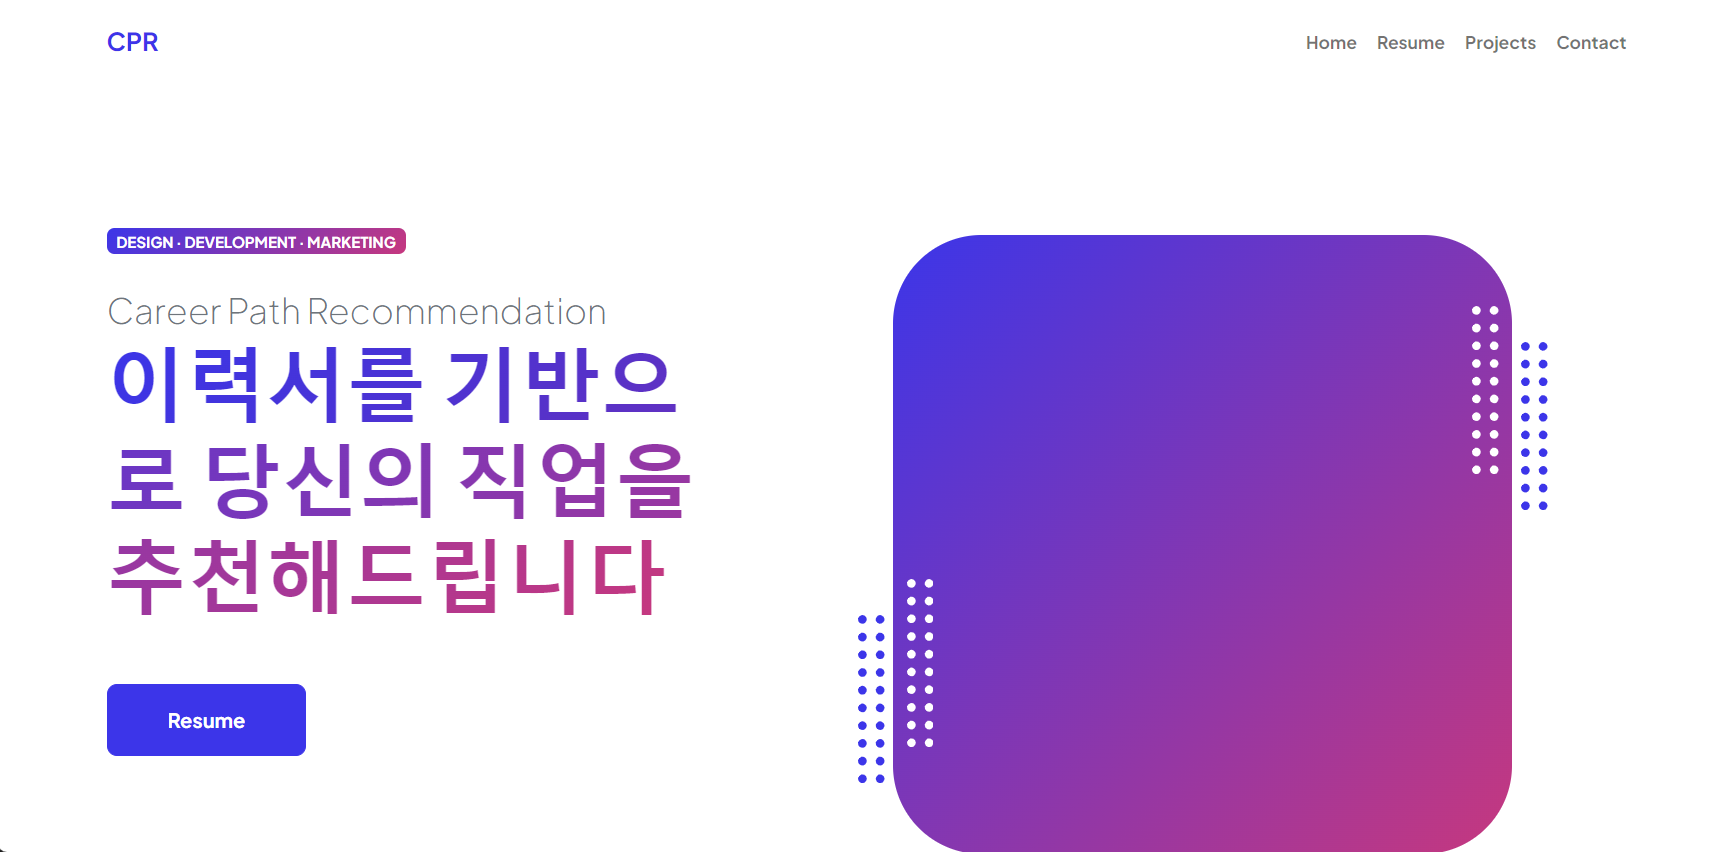 CPR
Home Resume Projects Contact
DESIGN · DEVELOPMENT · MARKETING
Career Path Recommendation
이력서를 기반으
로 당신의 직업을
추천해드립니다
Resume